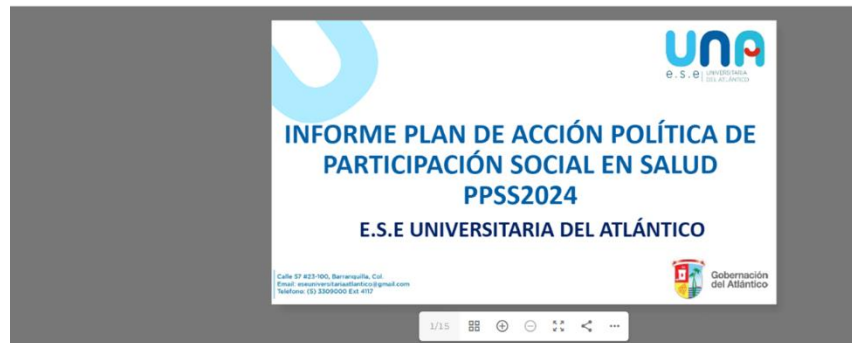 UNA
e.s.e UNIVERSITARIA
DEL ATLÁNTICO
INFORME PLAN DE ACCIÓN POLÍTICA DE
PARTICIPACIÓN SOCIAL EN SALUD
PPSS2024
E.S.E UNIVERSITARIA DEL ATLÁNTICO
Calle 57 #23-100, Barranquilla, Col.
Email: eseuniversitariaatlantico@gmail.com
Telefono: (5) 3309000 Ext 4117
Gobernación
del Atlántico
1/15